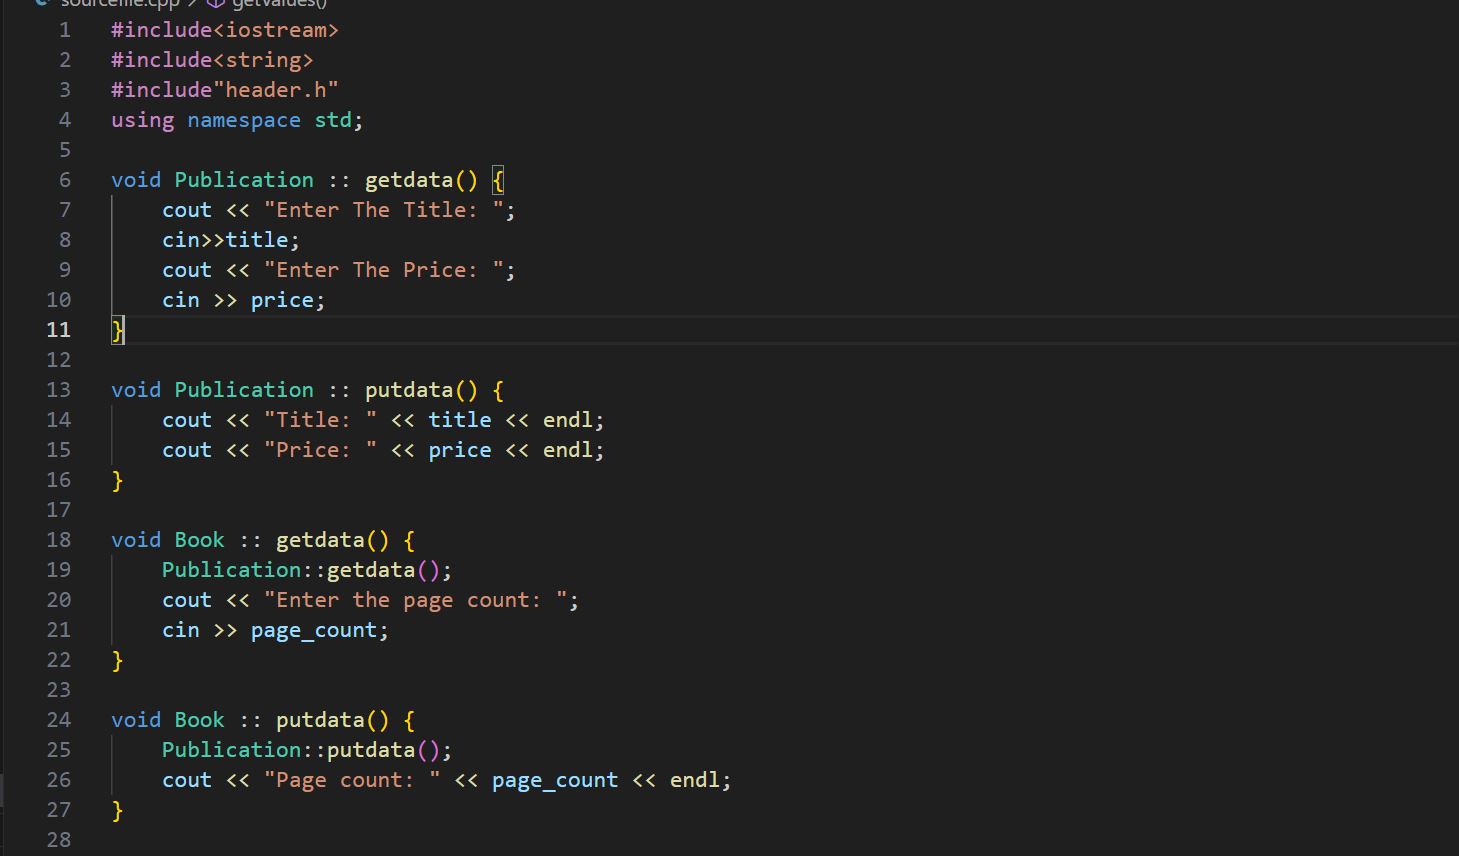 sourcefile.cpp > getvalues()
1 #include<iostream>
2 #include<string>
3 #include"header.h"
4 using namespace std;
5
6 void Publication :: getdata() {
7     cout << "Enter The Title: ";
8     cin>>title;
9     cout << "Enter The Price: ";
10     cin >> price;
11 }
12
13 void Publication :: putdata() {
14     cout << "Title: " << title << endl;
15     cout << "Price: " << price << endl;
16 }
17
18 void Book :: getdata() {
19     Publication::getdata();
20     cout << "Enter the page count: ";
21     cin >> page_count;
22 }
23
24 void Book :: putdata() {
25     Publication::putdata();
26     cout << "Page count: " << page_count << endl;
27 }
28